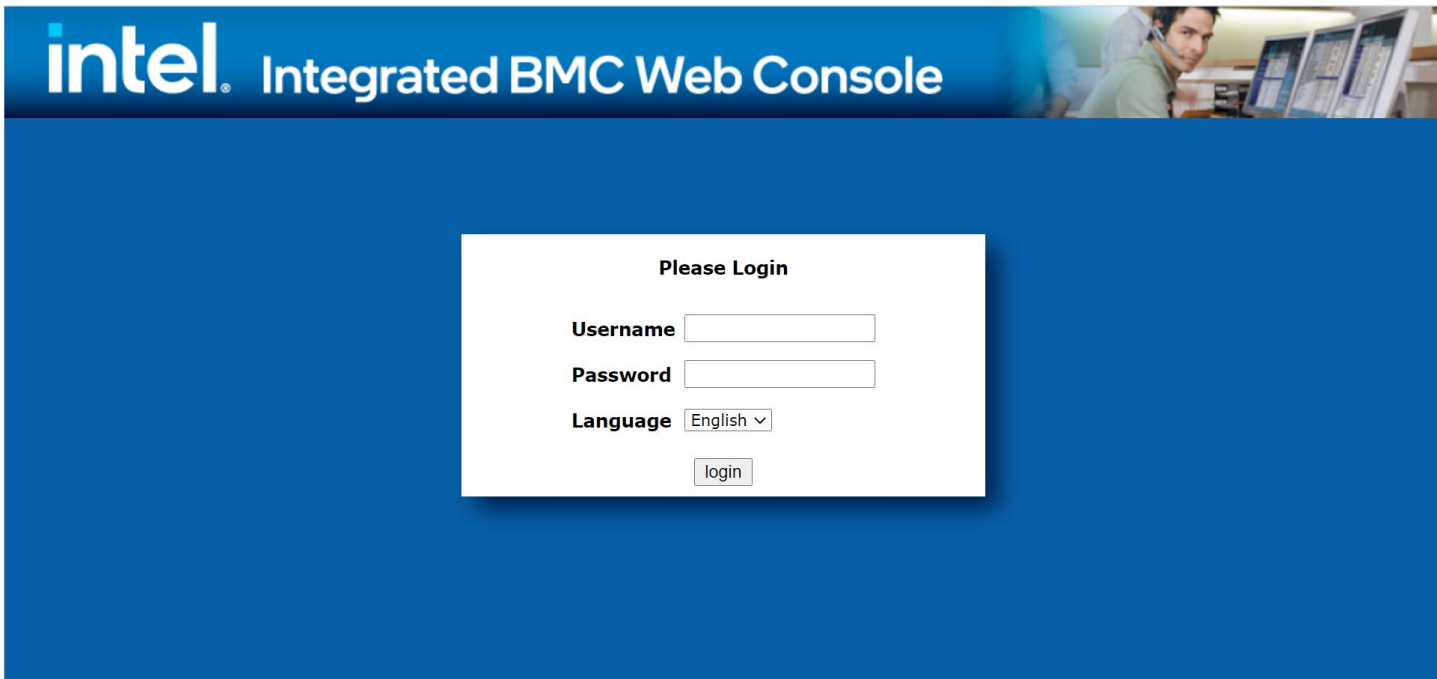 intel. Integrated BMC Web Console
Please Login
Username
Password
Language English
login